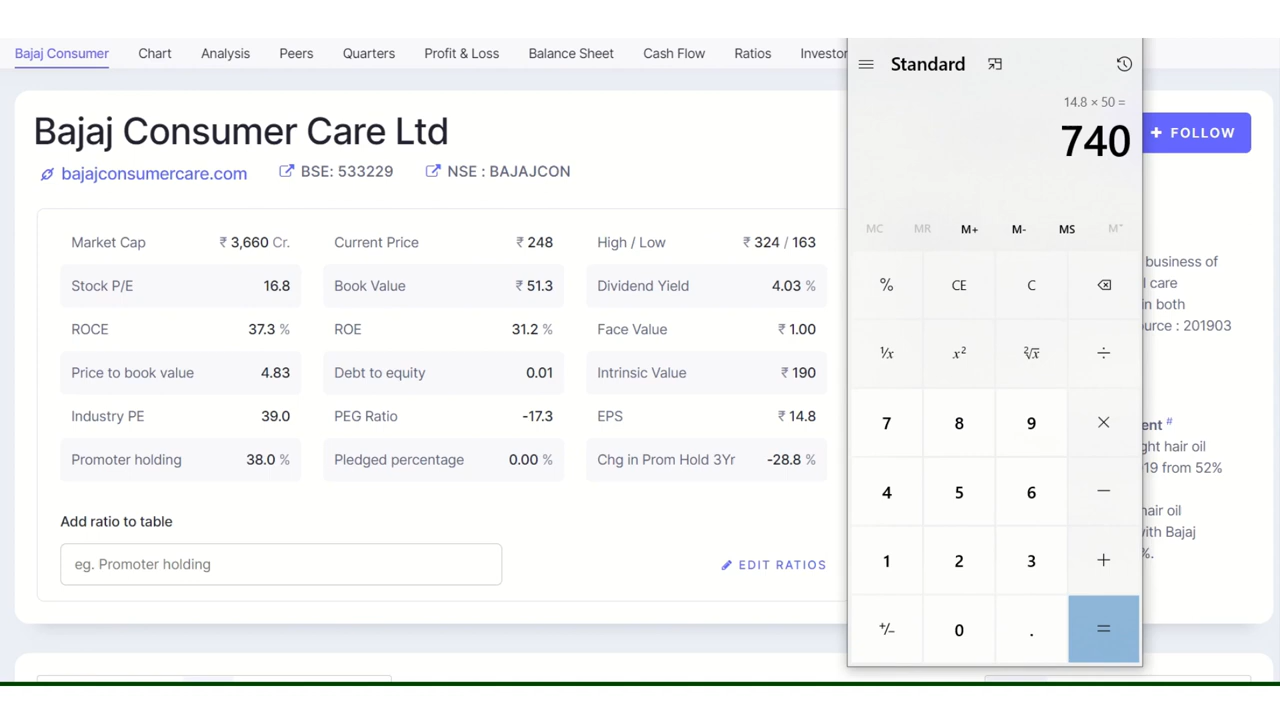 Bajaj Consumer Chart Analysis Peers Quarters Profit & Loss Balance Sheet Cash Flow Ratios Investor
Bajaj Consumer Care Ltd
bajajconsumercare.com BSE: 533229 NSE : BAJAJCON
Market Cap ₹ 3,660 Cr. Current Price ₹ 248 High / Low ₹ 324 / 163
Stock P/E 16.8 Book Value ₹ 51.3 Dividend Yield 4.03 %
ROCE 37.3 % ROE 31.2 % Face Value ₹ 1.00
Price to book value 4.83 Debt to equity 0.01 Intrinsic Value ₹ 190
Industry PE 39.0 PEG Ratio -17.3 EPS ₹ 14.8
Promoter holding 38.0 % Pledged percentage 0.00 % Chg in Prom Hold 3Yr -28.8 %
Add ratio to table
eg. Promoter holding
EDIT RATIOS
Standard
14.8 × 50 =
740
MC MR M+ M- MS M˅
% CE C
¹/x x² ²√x ÷
7 8 9 ×
4 5 6 −
1 2 3 +
+/− 0 . =
+ FOLLOW
business of
care
in both
source : 201903
#
ght hair oil
19 from 52%
hair oil
with Bajaj
%.